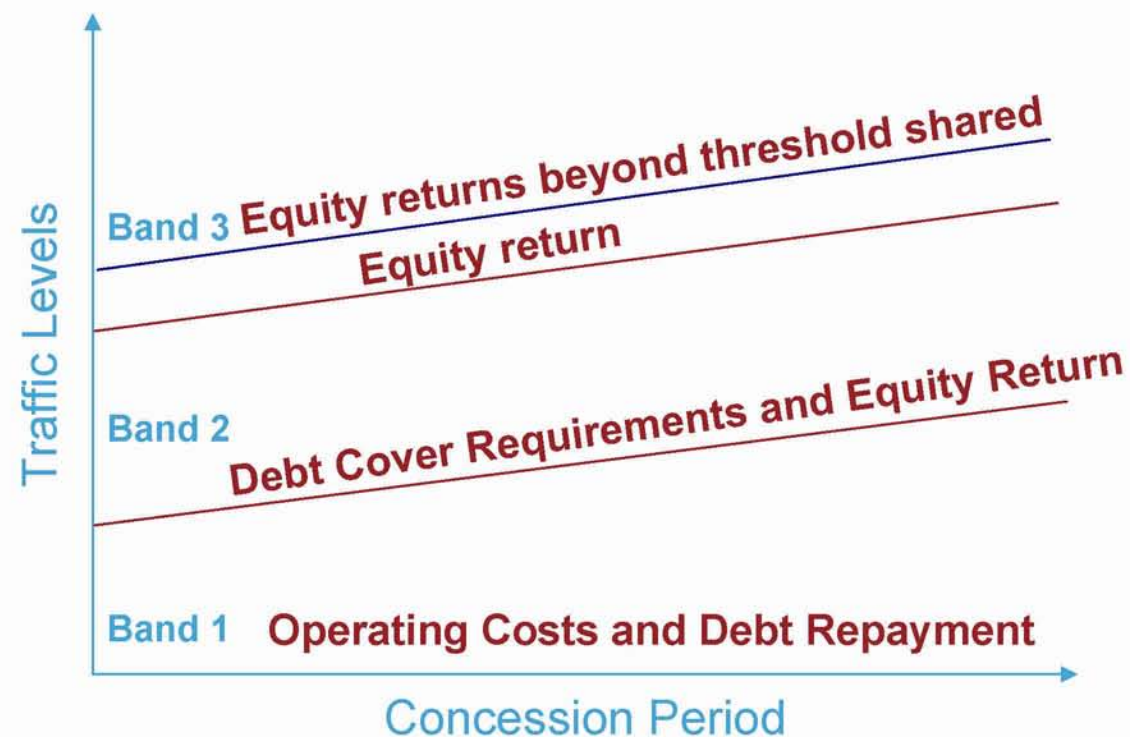 Traffic Levels
Band 3 Equity returns beyond threshold shared
Equity return
Band 2
Debt Cover Requirements and Equity Return
Band 1 Operating Costs and Debt Repayment
Concession Period